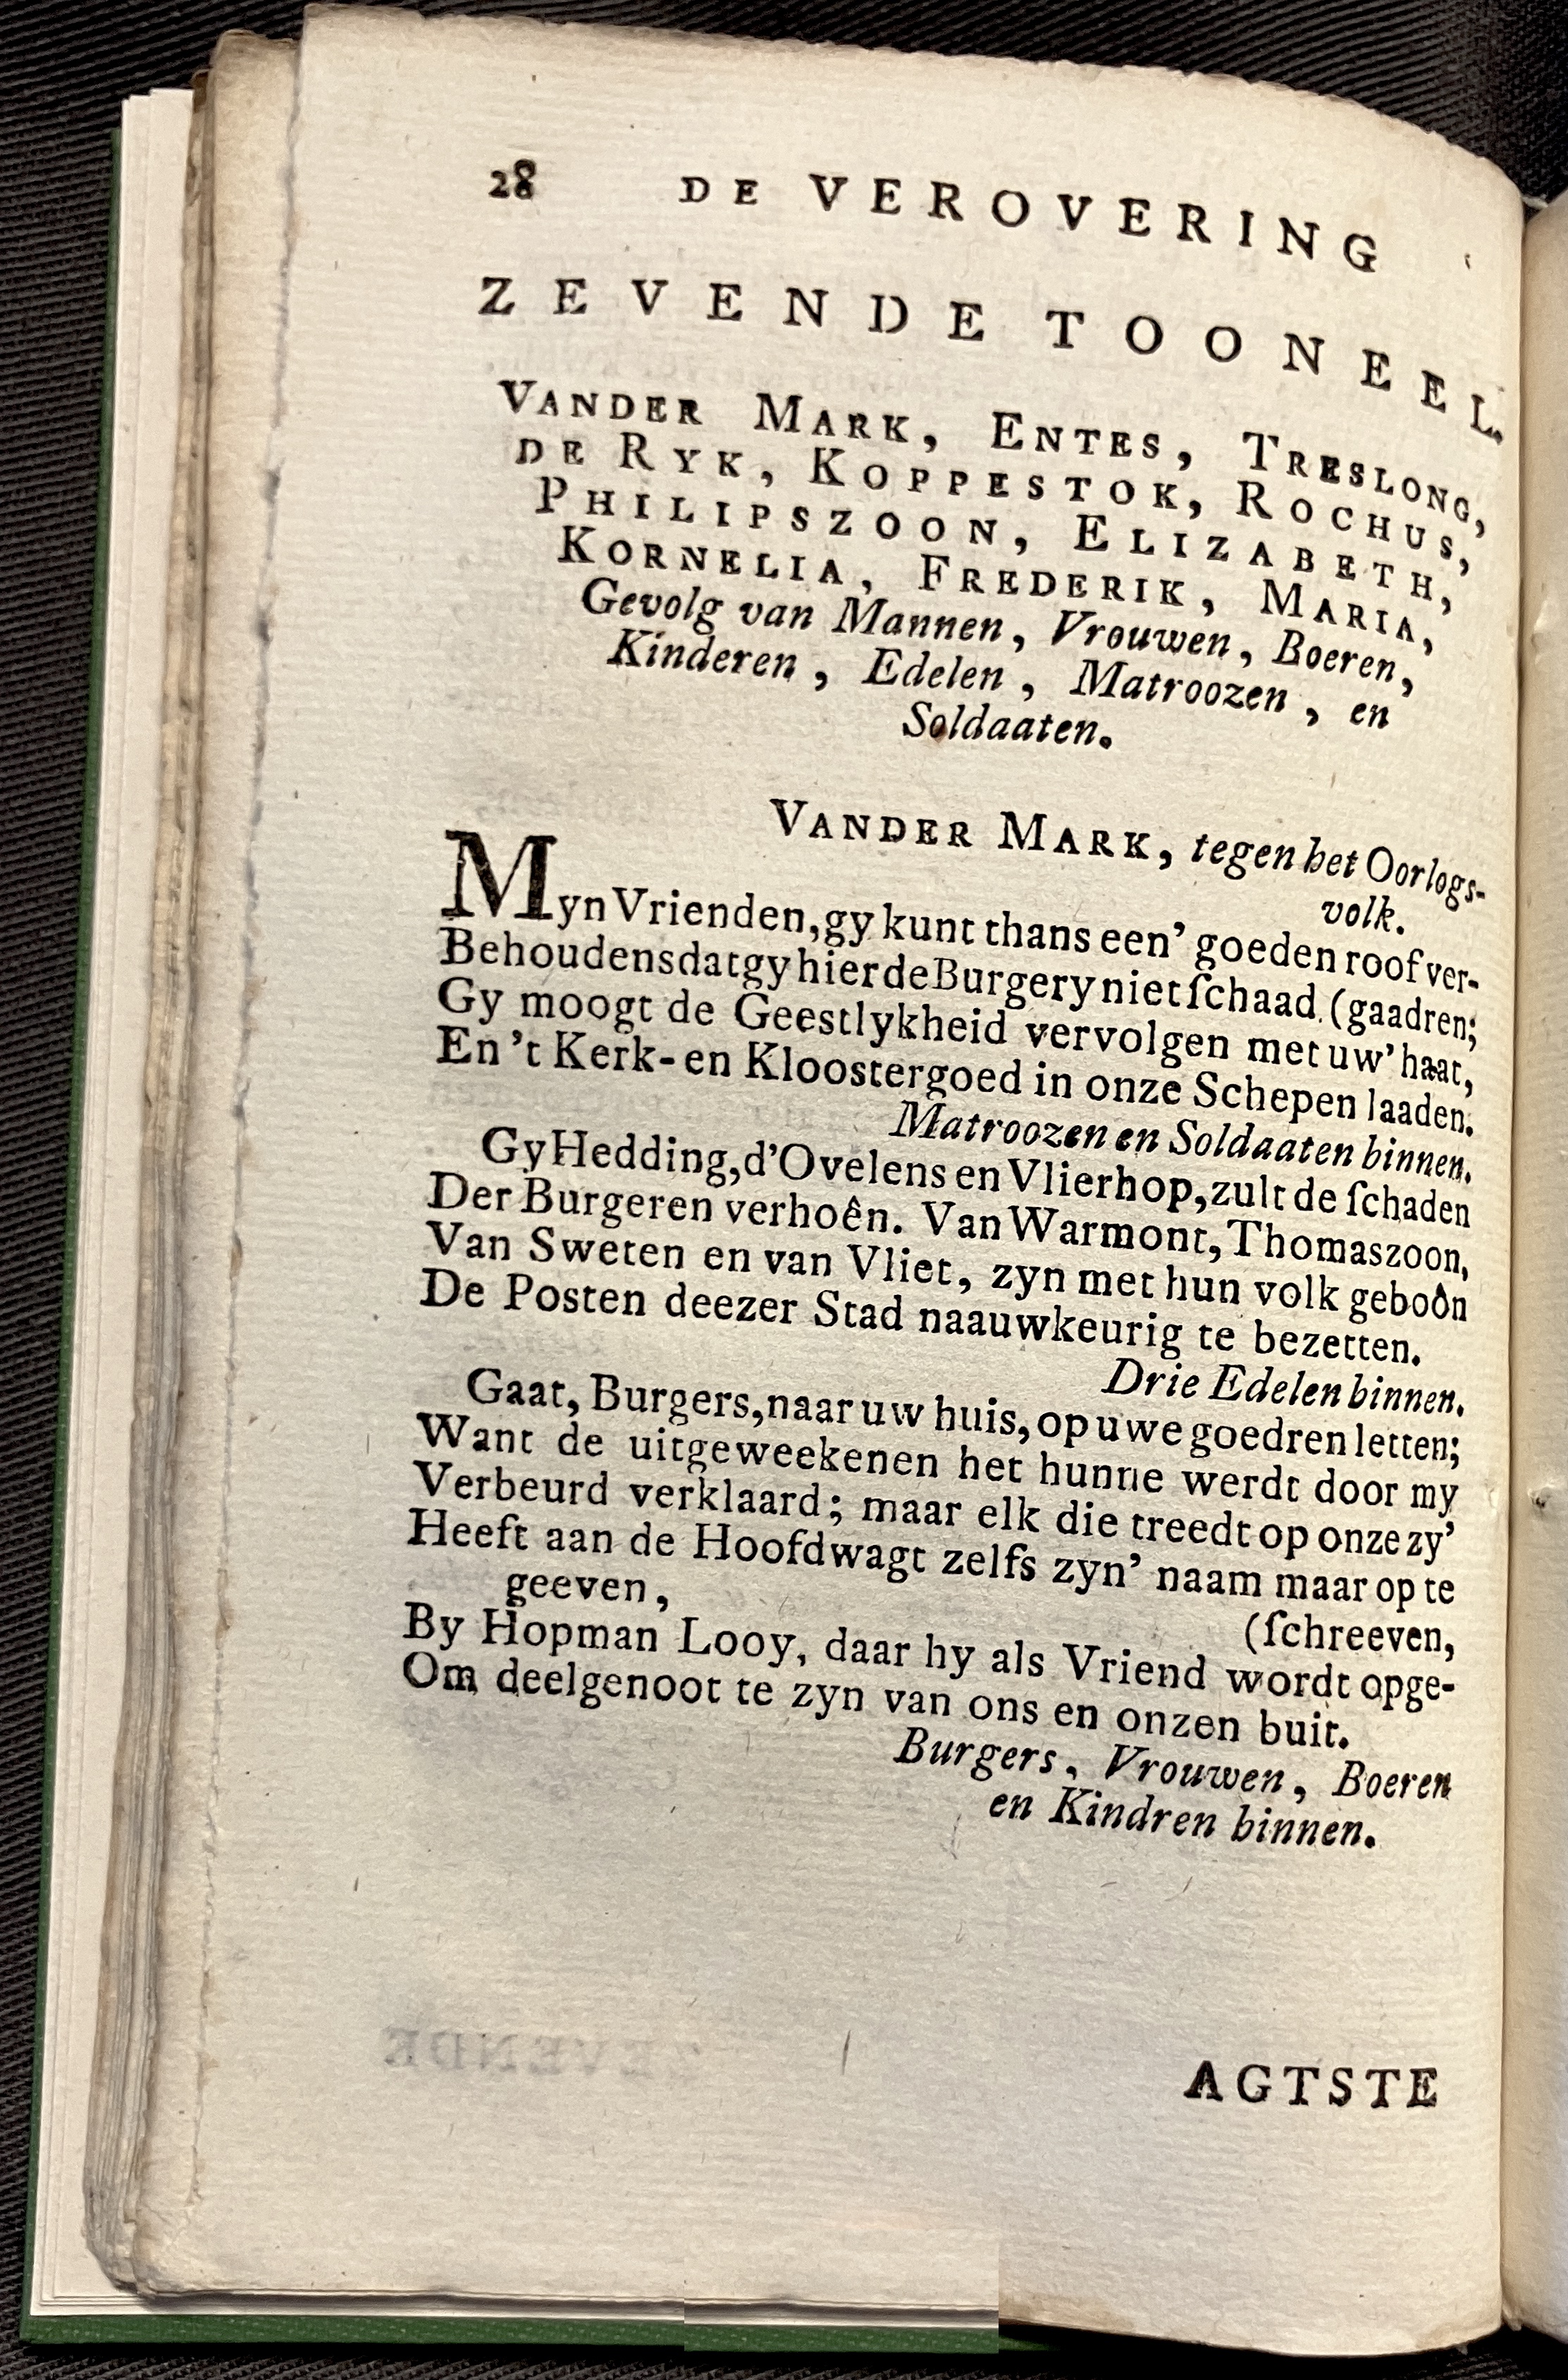 28 DE VEROVERING
ZEVENDE TOONEEL.
VANDER MARK, ENTES, TRESLONG,
DE RYK, KOPPESTOK, ROCHUS,
PHILIPSZOON, ELIZABETH,
KORNELIA, FREDERIK, MARIA,
Gevolg van Mannen, Vrouwen, Boeren,
Kinderen, Edelen, Matroozen, en
Soldaaten.
VANDER MARK, tegen het Oorlogs-
volk.
Myn Vrienden, gy kunt thans een' goeden roof ver-
Behoudens dat gy hier de Burgery niet ſchaad. (gaadren;
Gy moogt de Geestlykheid vervolgen met uw' haat,
En 't Kerk- en Kloostergoed in onze Schepen laaden.
Matroozen en Soldaaten binnen.
Gy Hedding, d'Ovelens en Vlierhop, zult de ſchaden
Der Burgeren verhoên. Van Warmont, Thomaszoon,
Van Sweten en van Vliet, zyn met hun volk geboôn
De Posten deezer Stad naauwkeurig te bezetten.
Drie Edelen binnen.
Gaat, Burgers, naar uw huis, op uwe goedren letten;
Want de uitgeweekenen het hunne werdt door my
Verbeurd verklaard; maar elk die treedt op onze zy'
Heeft aan de Hoofdwagt zelfs zyn' naam maar op te
geeven, (ſchreeven,
By Hopman Looy, daar hy als Vriend wordt opge-
Om deelgenoot te zyn van ons en onzen buit.
Burgers, Vrouwen, Boeren
en Kindren binnen.
AGTSTE